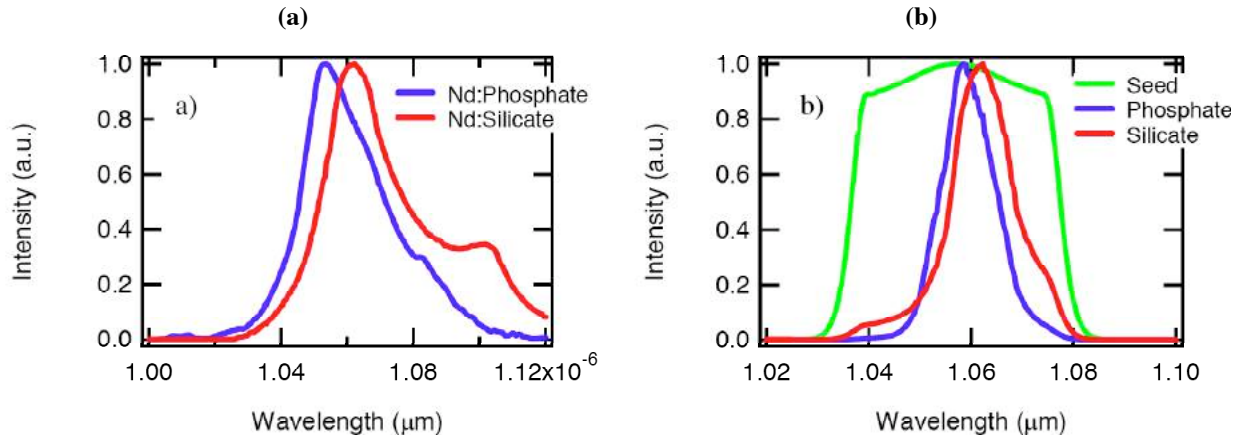 (a)
(b)
a)
Nd:Phosphate
Nd:Silicate
Intensity (a.u.)
1.0
0.8
0.6
0.4
0.2
0.0
1.00
1.04
1.08
1.12x10-6
Wavelength (μm)
b)
Seed
Phosphate
Silicate
Intensity (a.u.)
1.0
0.8
0.6
0.4
0.2
0.0
1.02
1.04
1.06
1.08
1.10
Wavelength (μm)